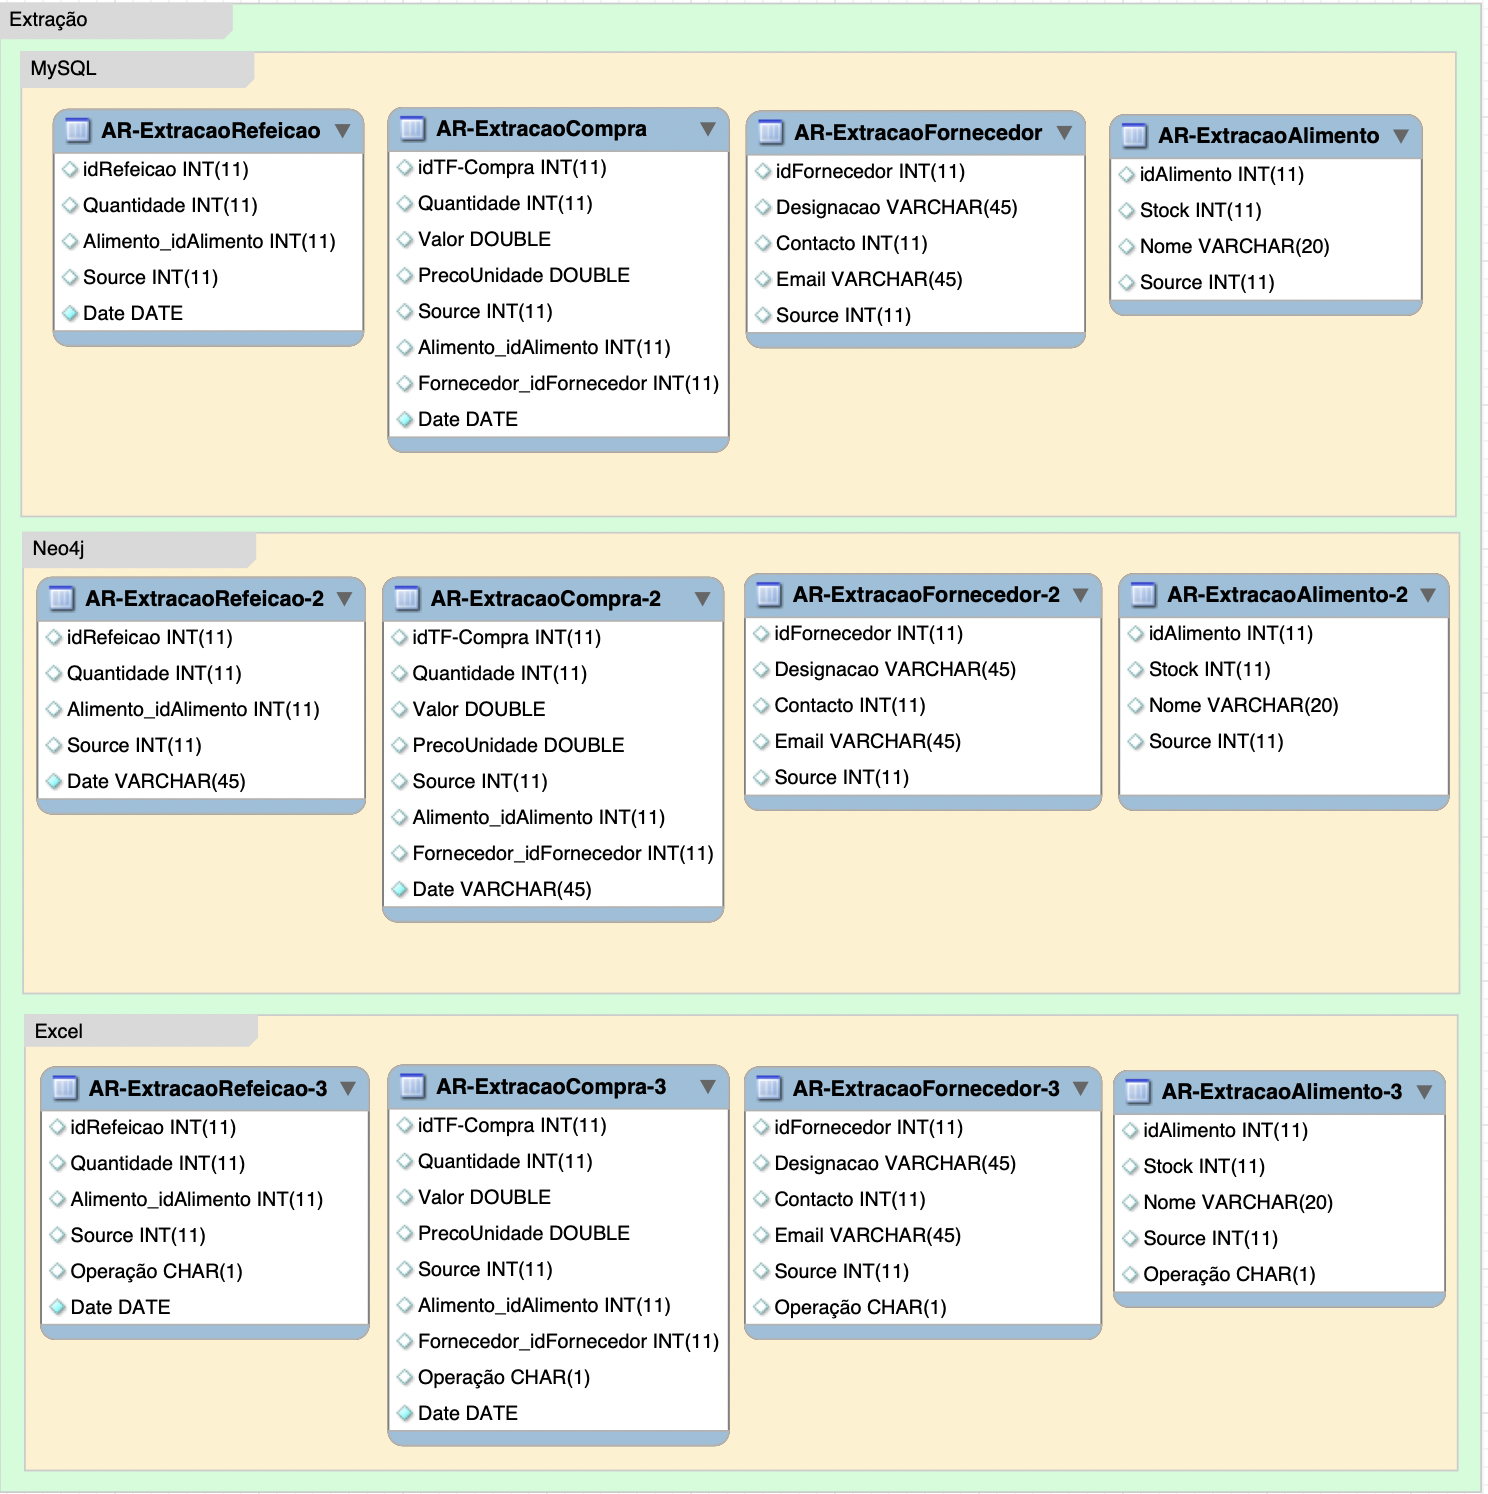 Extração
MySQL
AR-ExtracaoRefeicao
idRefeicao INT(11)
Quantidade INT(11)
Alimento_idAlimento INT(11)
Source INT(11)
Date DATE
AR-ExtracaoCompra
idTF-Compra INT(11)
Quantidade INT(11)
Valor DOUBLE
PrecoUnidade DOUBLE
Source INT(11)
Alimento_idAlimento INT(11)
Fornecedor_idFornecedor INT(11)
Date DATE
AR-ExtracaoFornecedor
idFornecedor INT(11)
Designacao VARCHAR(45)
Contacto INT(11)
Email VARCHAR(45)
Source INT(11)
AR-ExtracaoAlimento
idAlimento INT(11)
Stock INT(11)
Nome VARCHAR(20)
Source INT(11)
Neo4j
AR-ExtracaoRefeicao-2
idRefeicao INT(11)
Quantidade INT(11)
Alimento_idAlimento INT(11)
Source INT(11)
Date VARCHAR(45)
AR-ExtracaoCompra-2
idTF-Compra INT(11)
Quantidade INT(11)
Valor DOUBLE
PrecoUnidade DOUBLE
Source INT(11)
Alimento_idAlimento INT(11)
Fornecedor_idFornecedor INT(11)
Date VARCHAR(45)
AR-ExtracaoFornecedor-2
idFornecedor INT(11)
Designacao VARCHAR(45)
Contacto INT(11)
Email VARCHAR(45)
Source INT(11)
AR-ExtracaoAlimento-2
idAlimento INT(11)
Stock INT(11)
Nome VARCHAR(20)
Source INT(11)
Excel
AR-ExtracaoRefeicao-3
idRefeicao INT(11)
Quantidade INT(11)
Alimento_idAlimento INT(11)
Source INT(11)
Operação CHAR(1)
Date DATE
AR-ExtracaoCompra-3
idTF-Compra INT(11)
Quantidade INT(11)
Valor DOUBLE
PrecoUnidade DOUBLE
Source INT(11)
Alimento_idAlimento INT(11)
Fornecedor_idFornecedor INT(11)
Operação CHAR(1)
Date DATE
AR-ExtracaoFornecedor-3
idFornecedor INT(11)
Designacao VARCHAR(45)
Contacto INT(11)
Email VARCHAR(45)
Source INT(11)
Operação CHAR(1)
AR-ExtracaoAlimento-3
idAlimento INT(11)
Stock INT(11)
Nome VARCHAR(20)
Source INT(11)
Operação CHAR(1)